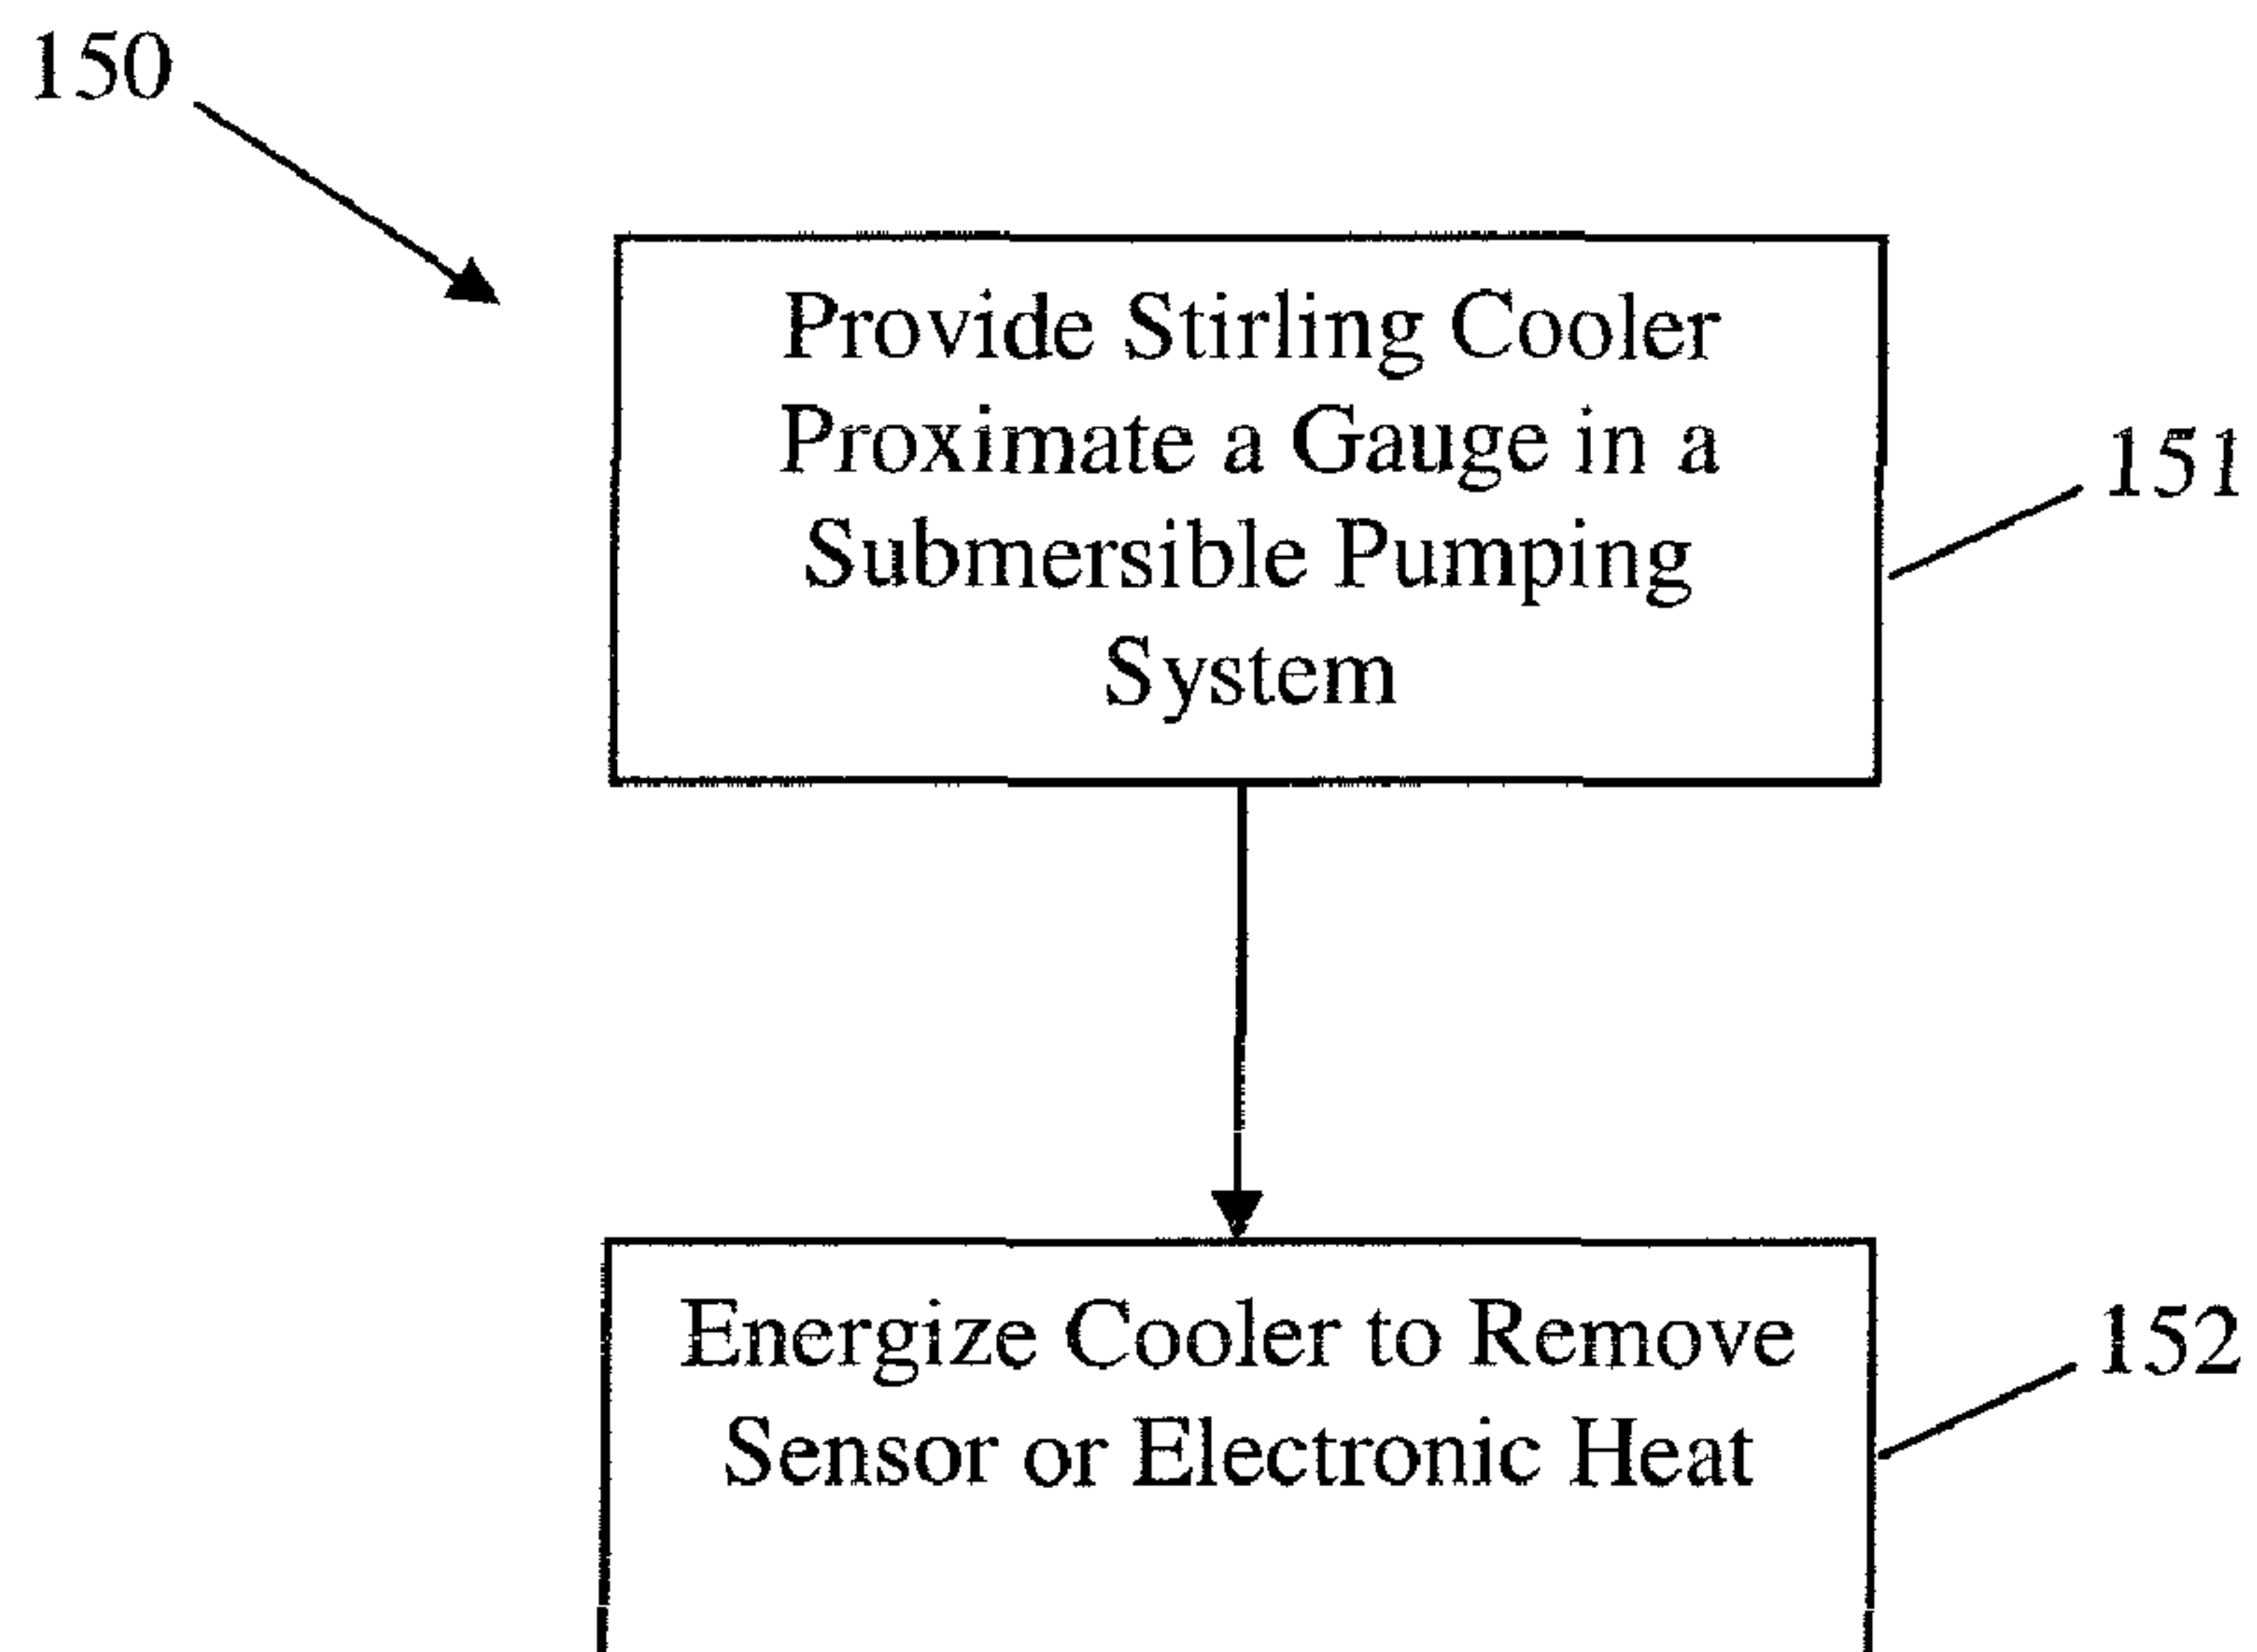 150
Provide Stirling Cooler
Proximate a Gauge in a
Submersible Pumping
System
151
Energize Cooler to Remove
Sensor or Electronic Heat
152